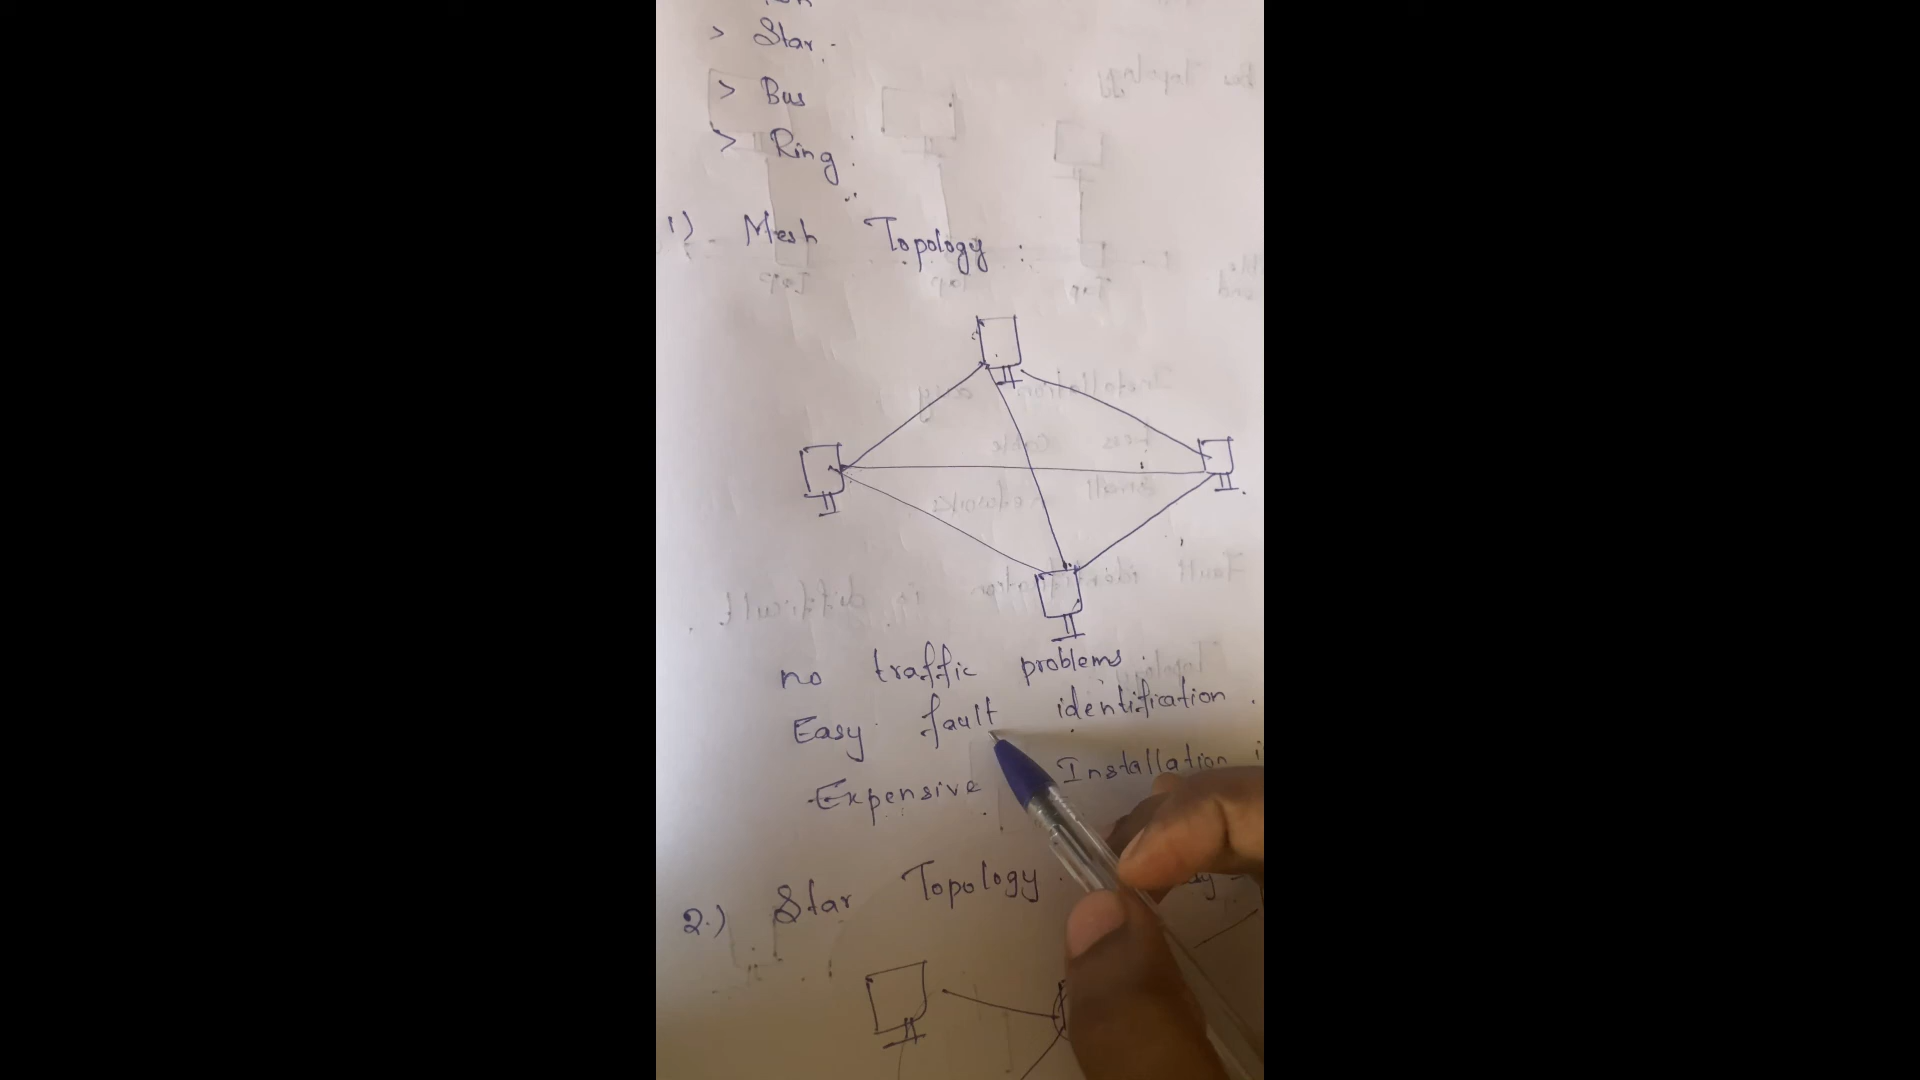 > Star -
> Bus
> Ring :
1) Mesh Topology :
no traffic problems .
Easy fault identification .
Expensive Installation i
2.) Star Topology